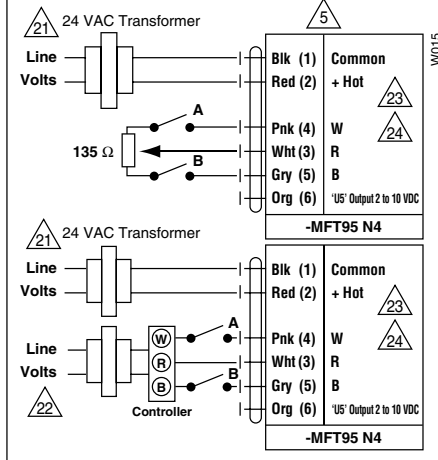 21 24 VAC Transformer
5
W015
Line
Volts
Blk (1) Common
Red (2) + Hot
23
A
Pnk (4) W
24
135 Ω
Wht (3) R
B
Gry (5) B
Org (6) 'U5' Output 2 to 10 VDC
-MFT95 N4
21 24 VAC Transformer
Line
Volts
Blk (1) Common
Red (2) + Hot
23
A
W
Pnk (4) W
24
Line
Volts
R
Wht (3) R
B
B
Gry (5) B
22
Controller
Org (6) 'U5' Output 2 to 10 VDC
-MFT95 N4